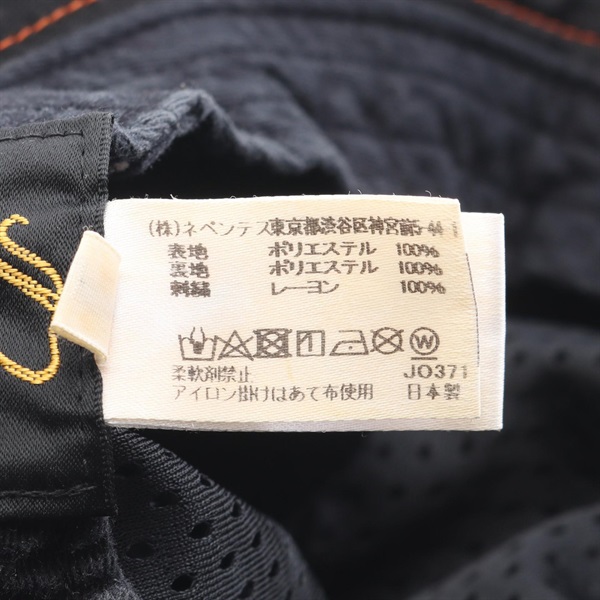 (株)ネペンテス東京都渋谷区神宮前5-44-1
表地 ポリエステル 100%
裏地 ポリエステル 100%
刺繍 レーヨン 100%
W
JO371
柔軟剤禁止
アイロン掛けはあて布使用 日本製